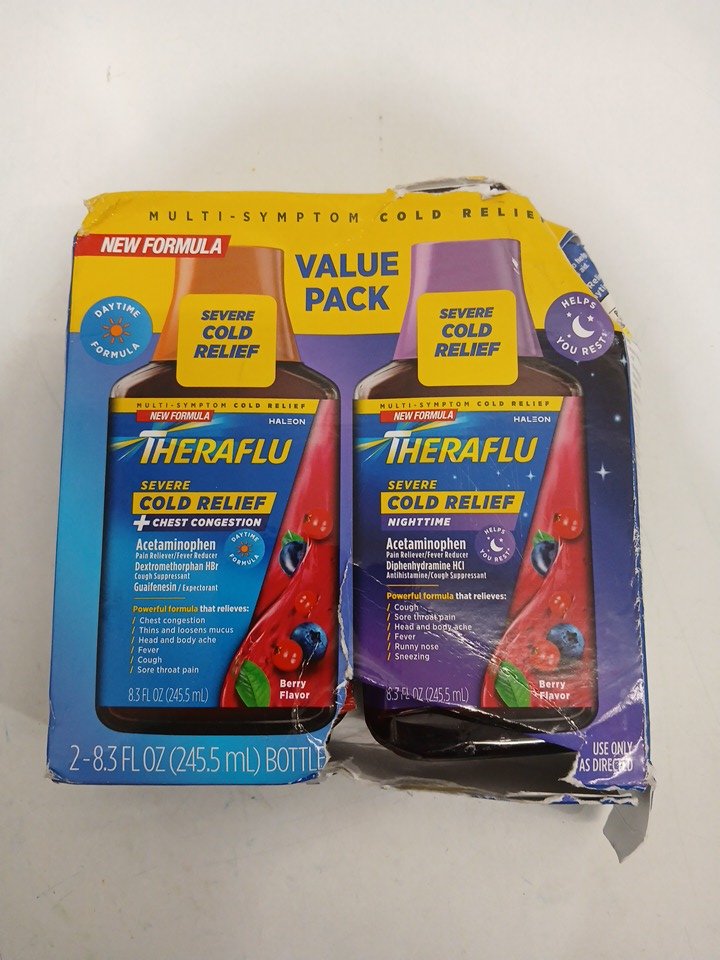 MULTI-SYMPTOM COLD RELIE
NEW FORMULA
VALUE
PACK
DAYTIME
FORMULA
SEVERE
COLD
RELIEF
SEVERE
COLD
RELIEF
HELPS
YOU REST!
MULTI-SYMPTOM COLD RELIEF
NEW FORMULA
HALEON
THERAFLU
SEVERE
COLD RELIEF
+ CHEST CONGESTION
Acetaminophen
Pain Reliever/Fever Reducer
Dextromethorphan HBr
Cough Suppressant
Guaifenesin / Expectorant
DAYTIME
FORMULA
Powerful formula that relieves:
/ Chest congestion
/ Thins and loosens mucus
/ Head and body ache
/ Fever
/ Cough
/ Sore throat pain
Berry
Flavor
8.3 FL OZ (245.5 mL)
MULTI-SYMPTOM COLD RELIEF
NEW FORMULA
HALEON
THERAFLU
SEVERE
COLD RELIEF
NIGHTTIME
Acetaminophen
Pain Reliever/Fever Reducer
Diphenhydramine HCl
Antihistamine/Cough Suppressant
HELPS
YOU REST!
Powerful formula that relieves:
/ Cough
/ Sore throat pain
/ Head and body ache
/ Fever
/ Runny nose
/ Sneezing
Berry
Flavor
8.3 FL OZ (245.5 mL)
2-8.3 FL OZ (245.5 mL) BOTTLE
USE ONLY
AS DIRECTED